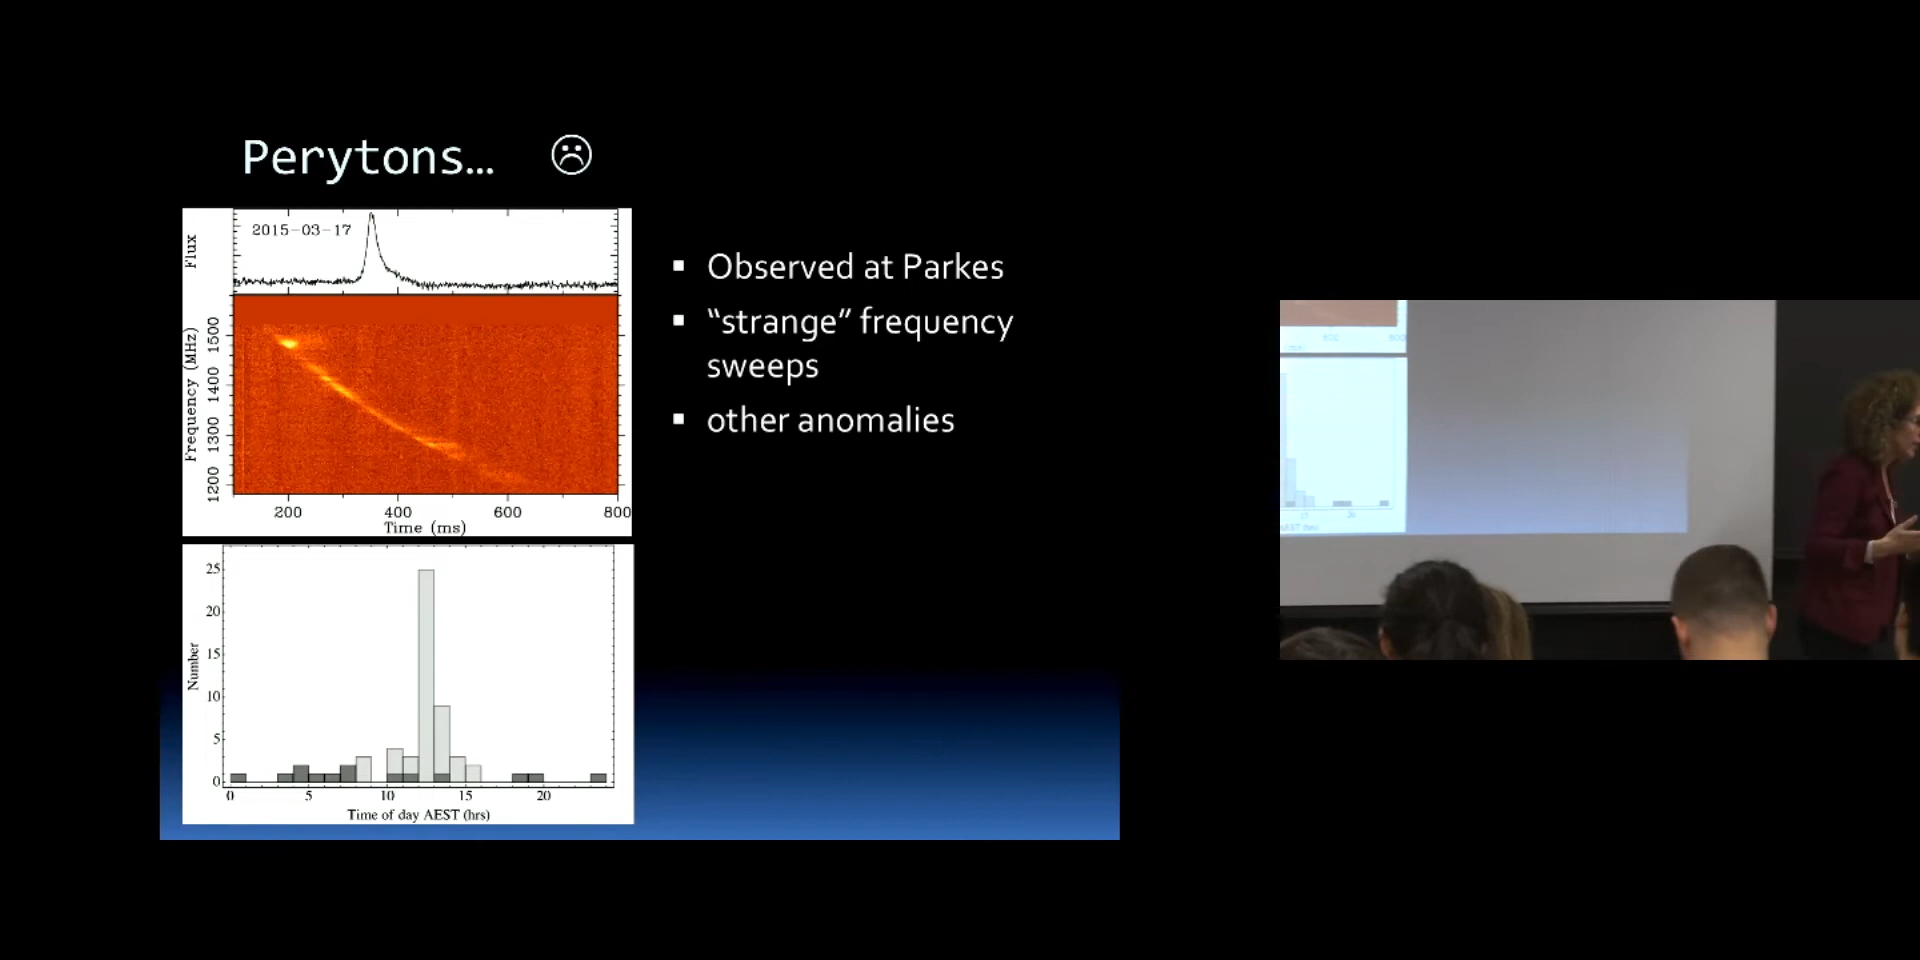 Perytons… ☹
Flux
2015-03-17
Frequency (MHz)
1500
1400
1300
1200
200 400 600 800
Time (ms)
▪ Observed at Parkes
▪ “strange” frequency
sweeps
▪ other anomalies
Number
25
20
15
10
5
0
0 5 10 15 20
Time of day AEST (hrs)